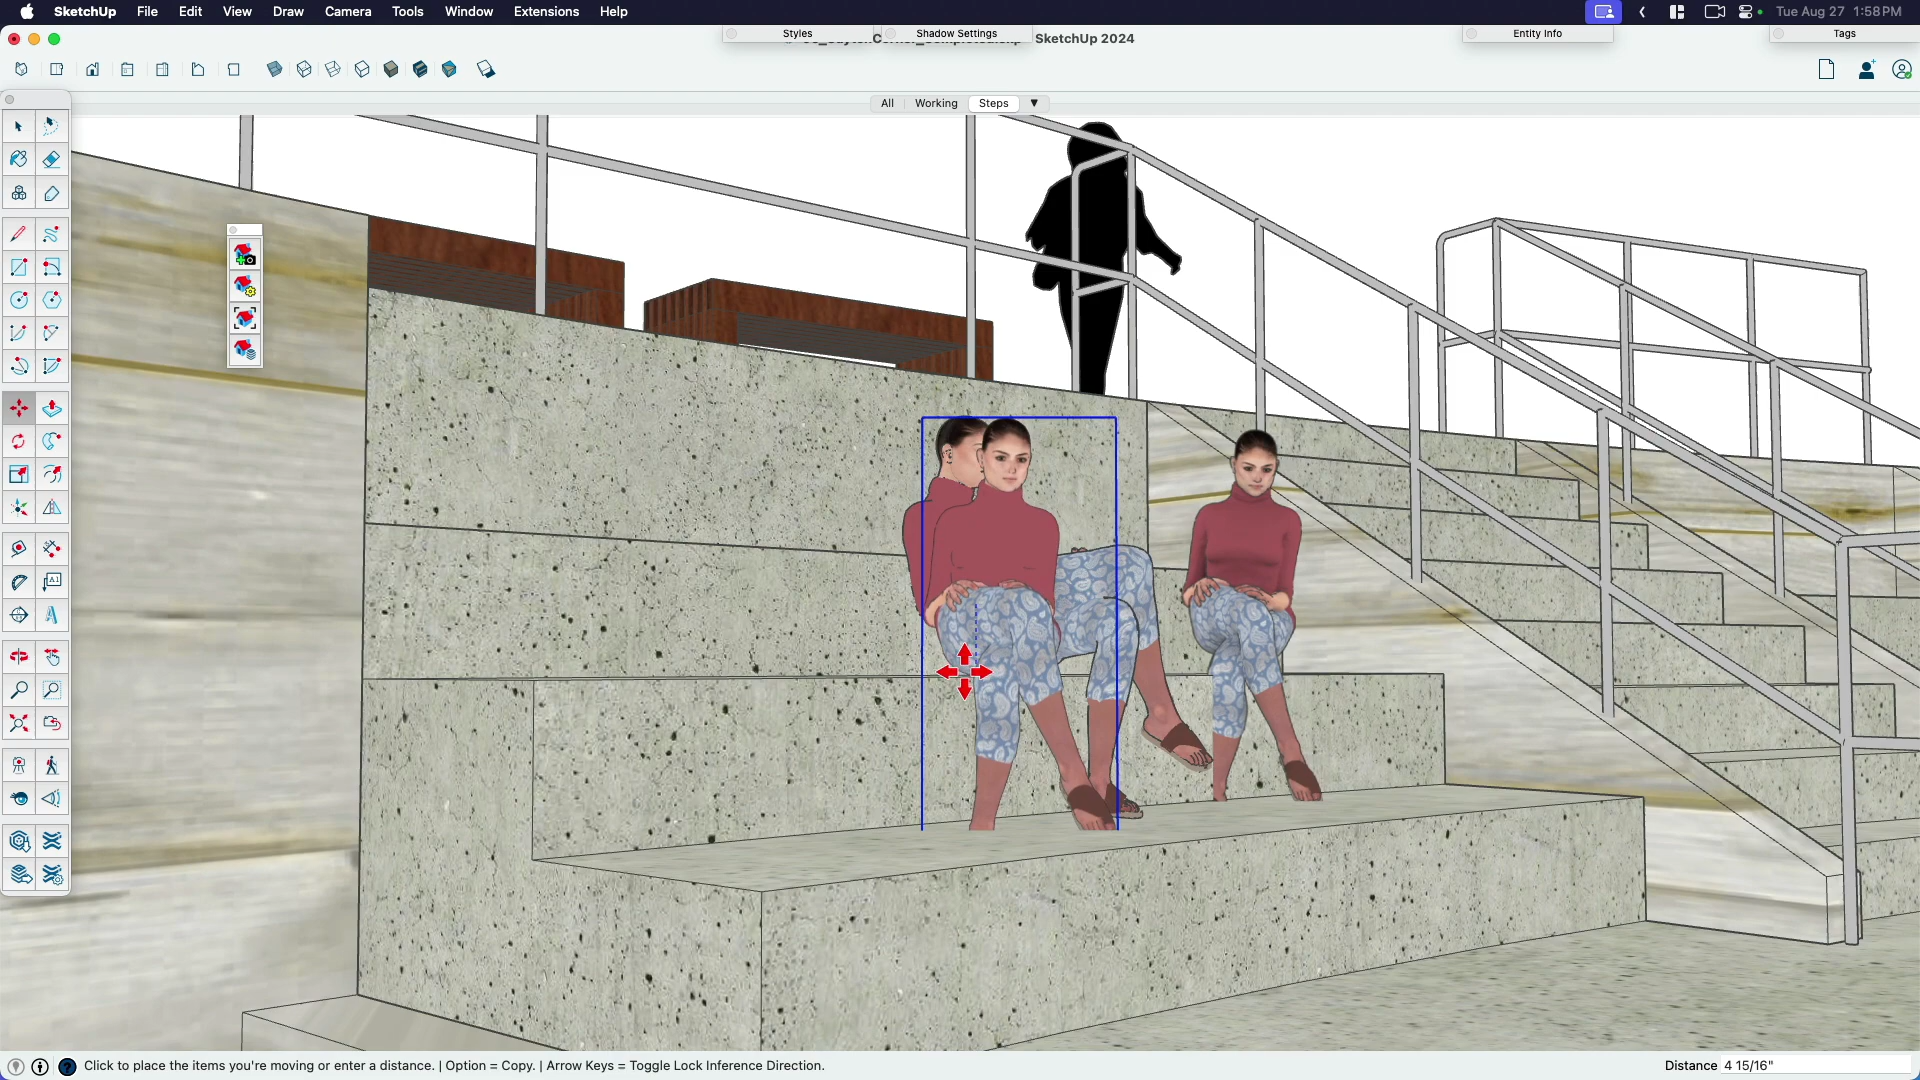 SketchUp File Edit View Draw Camera Tools Window Extensions Help Tue Aug 27 1:58 PM
Styles Shadow Settings SketchUp 2024 Entity Info Tags
All Working Steps ▼
A1
Click to place the items you're moving or enter a distance. | Option = Copy. | Arrow Keys = Toggle Lock Inference Direction. Distance 4 15/16"